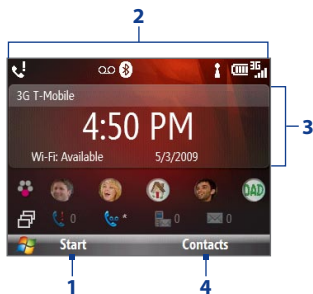 2
3G
3G T-Mobile
3
4:50 PM
Wi-Fi: Available 5/3/2009
DAD
0 * 0 0
Start Contacts
1 4